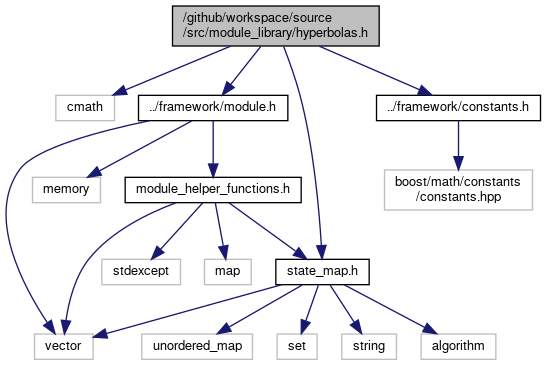 /github/workspace/source
/src/module_library/hyperbolas.h
cmath
../framework/module.h
../framework/constants.h
memory
module_helper_functions.h
boost/math/constants
/constants.hpp
stdexcept
map
state_map.h
vector
unordered_map
set
string
algorithm